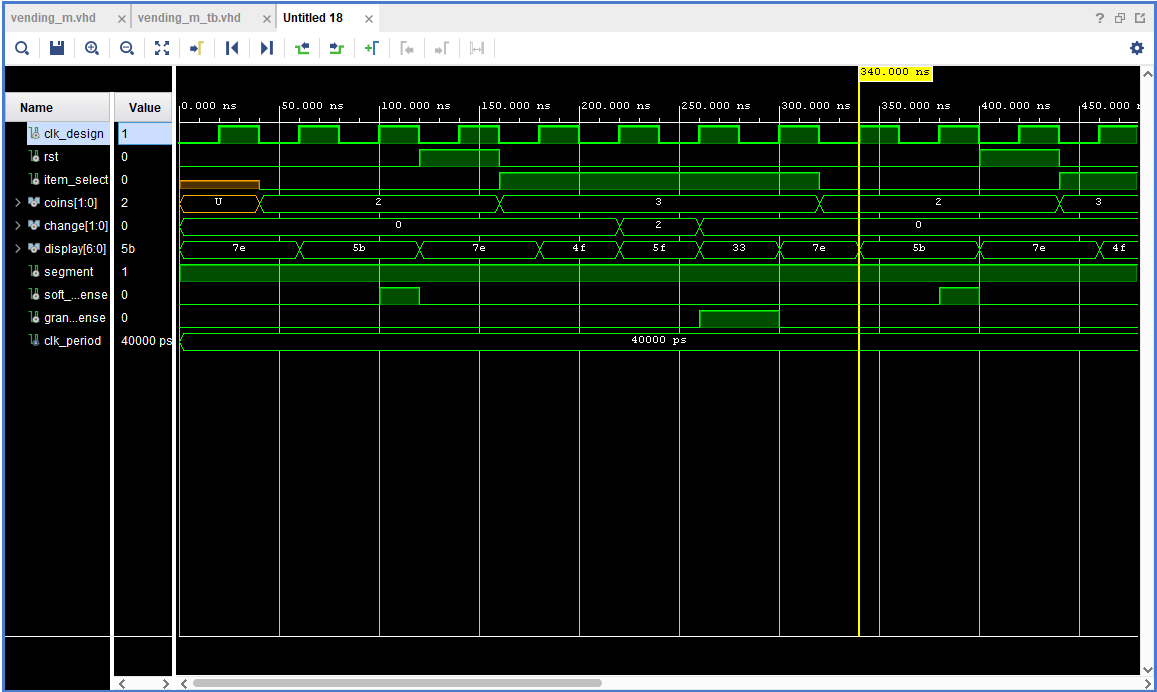 vending_m.vhd × vending_m_tb.vhd × Untitled 18 ×
?
340.000 ns
Name Value
0.000 ns 50.000 ns 100.000 ns 150.000 ns 200.000 ns 250.000 ns 300.000 ns 350.000 ns 400.000 ns 450.000
clk_design 1
rst 0
item_select 0
coins[1:0] 2 U 2 3 2 3
change[1:0] 0 0 2 0
display[6:0] 5b 7e 5b 7e 4f 5f 33 7e 5b 7e 4f
segment 1
soft_...ense 0
gran...ense 0
clk_period 40000 ps 40000 ps